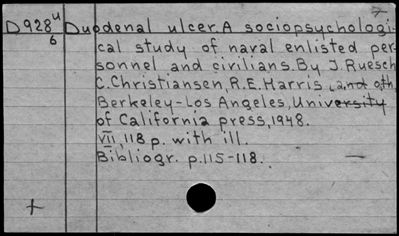 D928u Duodenal ulcer A sociopsychologi-
6 cal study of naval enlisted per-
sonnel and civilians. By J. Ruesch
C. Christiansen, R.E. Harris, and oth.
Berkeley-Los Angeles, University
of California press, 1948.
VII, 118 p. with ill.
Bibliogr. p.115-118.